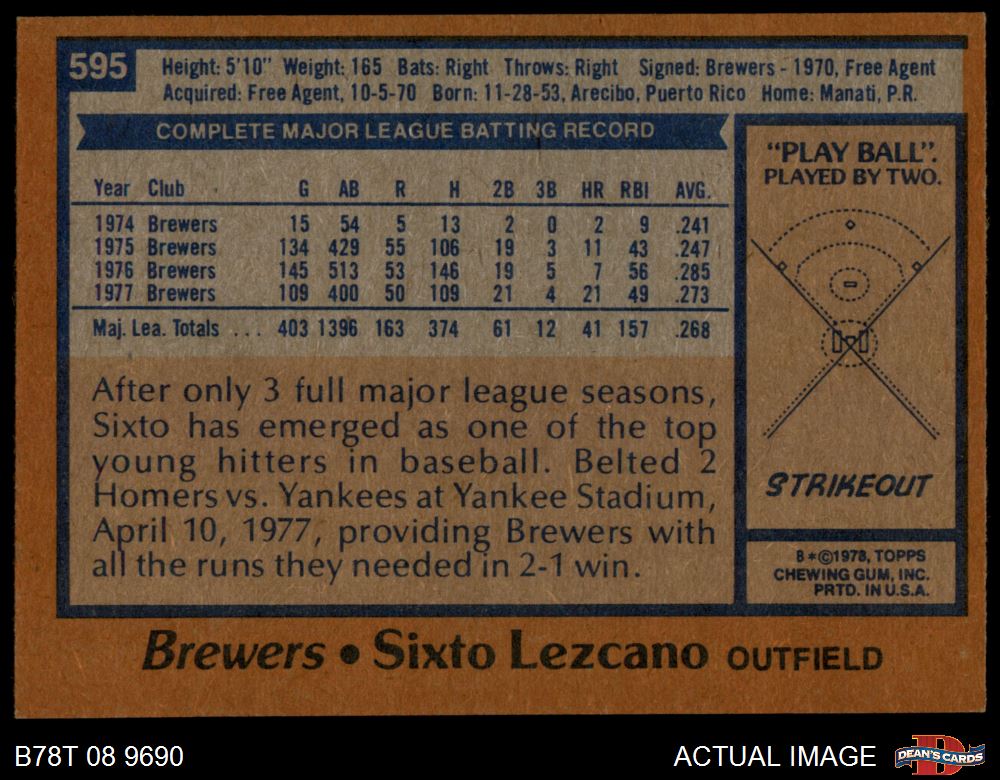 595
Height: 5'10" Weight: 165 Bats: Right Throws: Right Signed: Brewers - 1970, Free Agent
Acquired: Free Agent, 10-5-70 Born: 11-28-53, Arecibo, Puerto Rico Home: Manati, P.R.
COMPLETE MAJOR LEAGUE BATTING RECORD
Year Club G AB R H 2B 3B HR RBI AVG.
1974 Brewers 15 54 5 13 2 0 2 9 .241
1975 Brewers 134 429 55 106 19 3 11 43 .247
1976 Brewers 145 513 53 146 19 5 7 56 .285
1977 Brewers 109 400 50 109 21 4 21 49 .273
Maj. Lea. Totals ... 403 1396 163 374 61 12 41 157 .268
After only 3 full major league seasons,
Sixto has emerged as one of the top
young hitters in baseball. Belted 2
Homers vs. Yankees at Yankee Stadium,
April 10, 1977, providing Brewers with
all the runs they needed in 2-1 win.
"PLAY BALL".
PLAYED BY TWO.
STRIKEOUT
B*©1978, TOPPS
CHEWING GUM, INC.
PRTD. IN U.S.A.
Brewers • Sixto Lezcano OUTFIELD
B78T 08 9690
ACTUAL IMAGE
D
DEAN'S CARDS